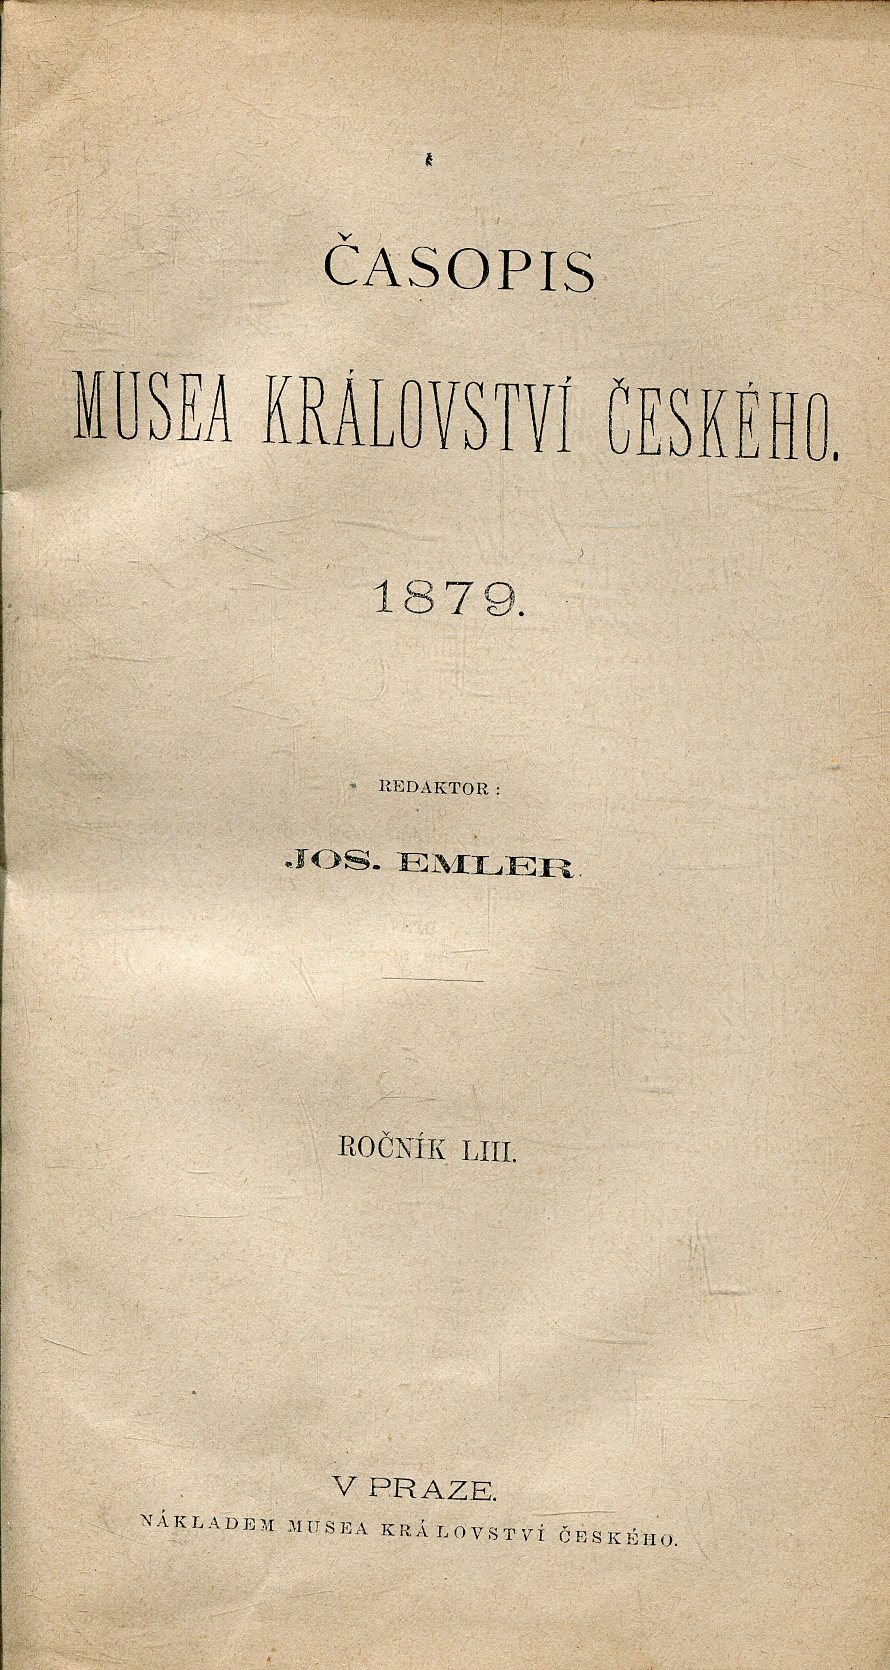 ČASOPIS
MUSEA KRÁLOVSTVÍ ČESKÉHO.
1879.
REDAKTOR:
JOS. EMLER.
ROČNÍK LIII.
V PRAZE.
NÁKLADEM MUSEA KRÁLOVSTVÍ ČESKÉHO.